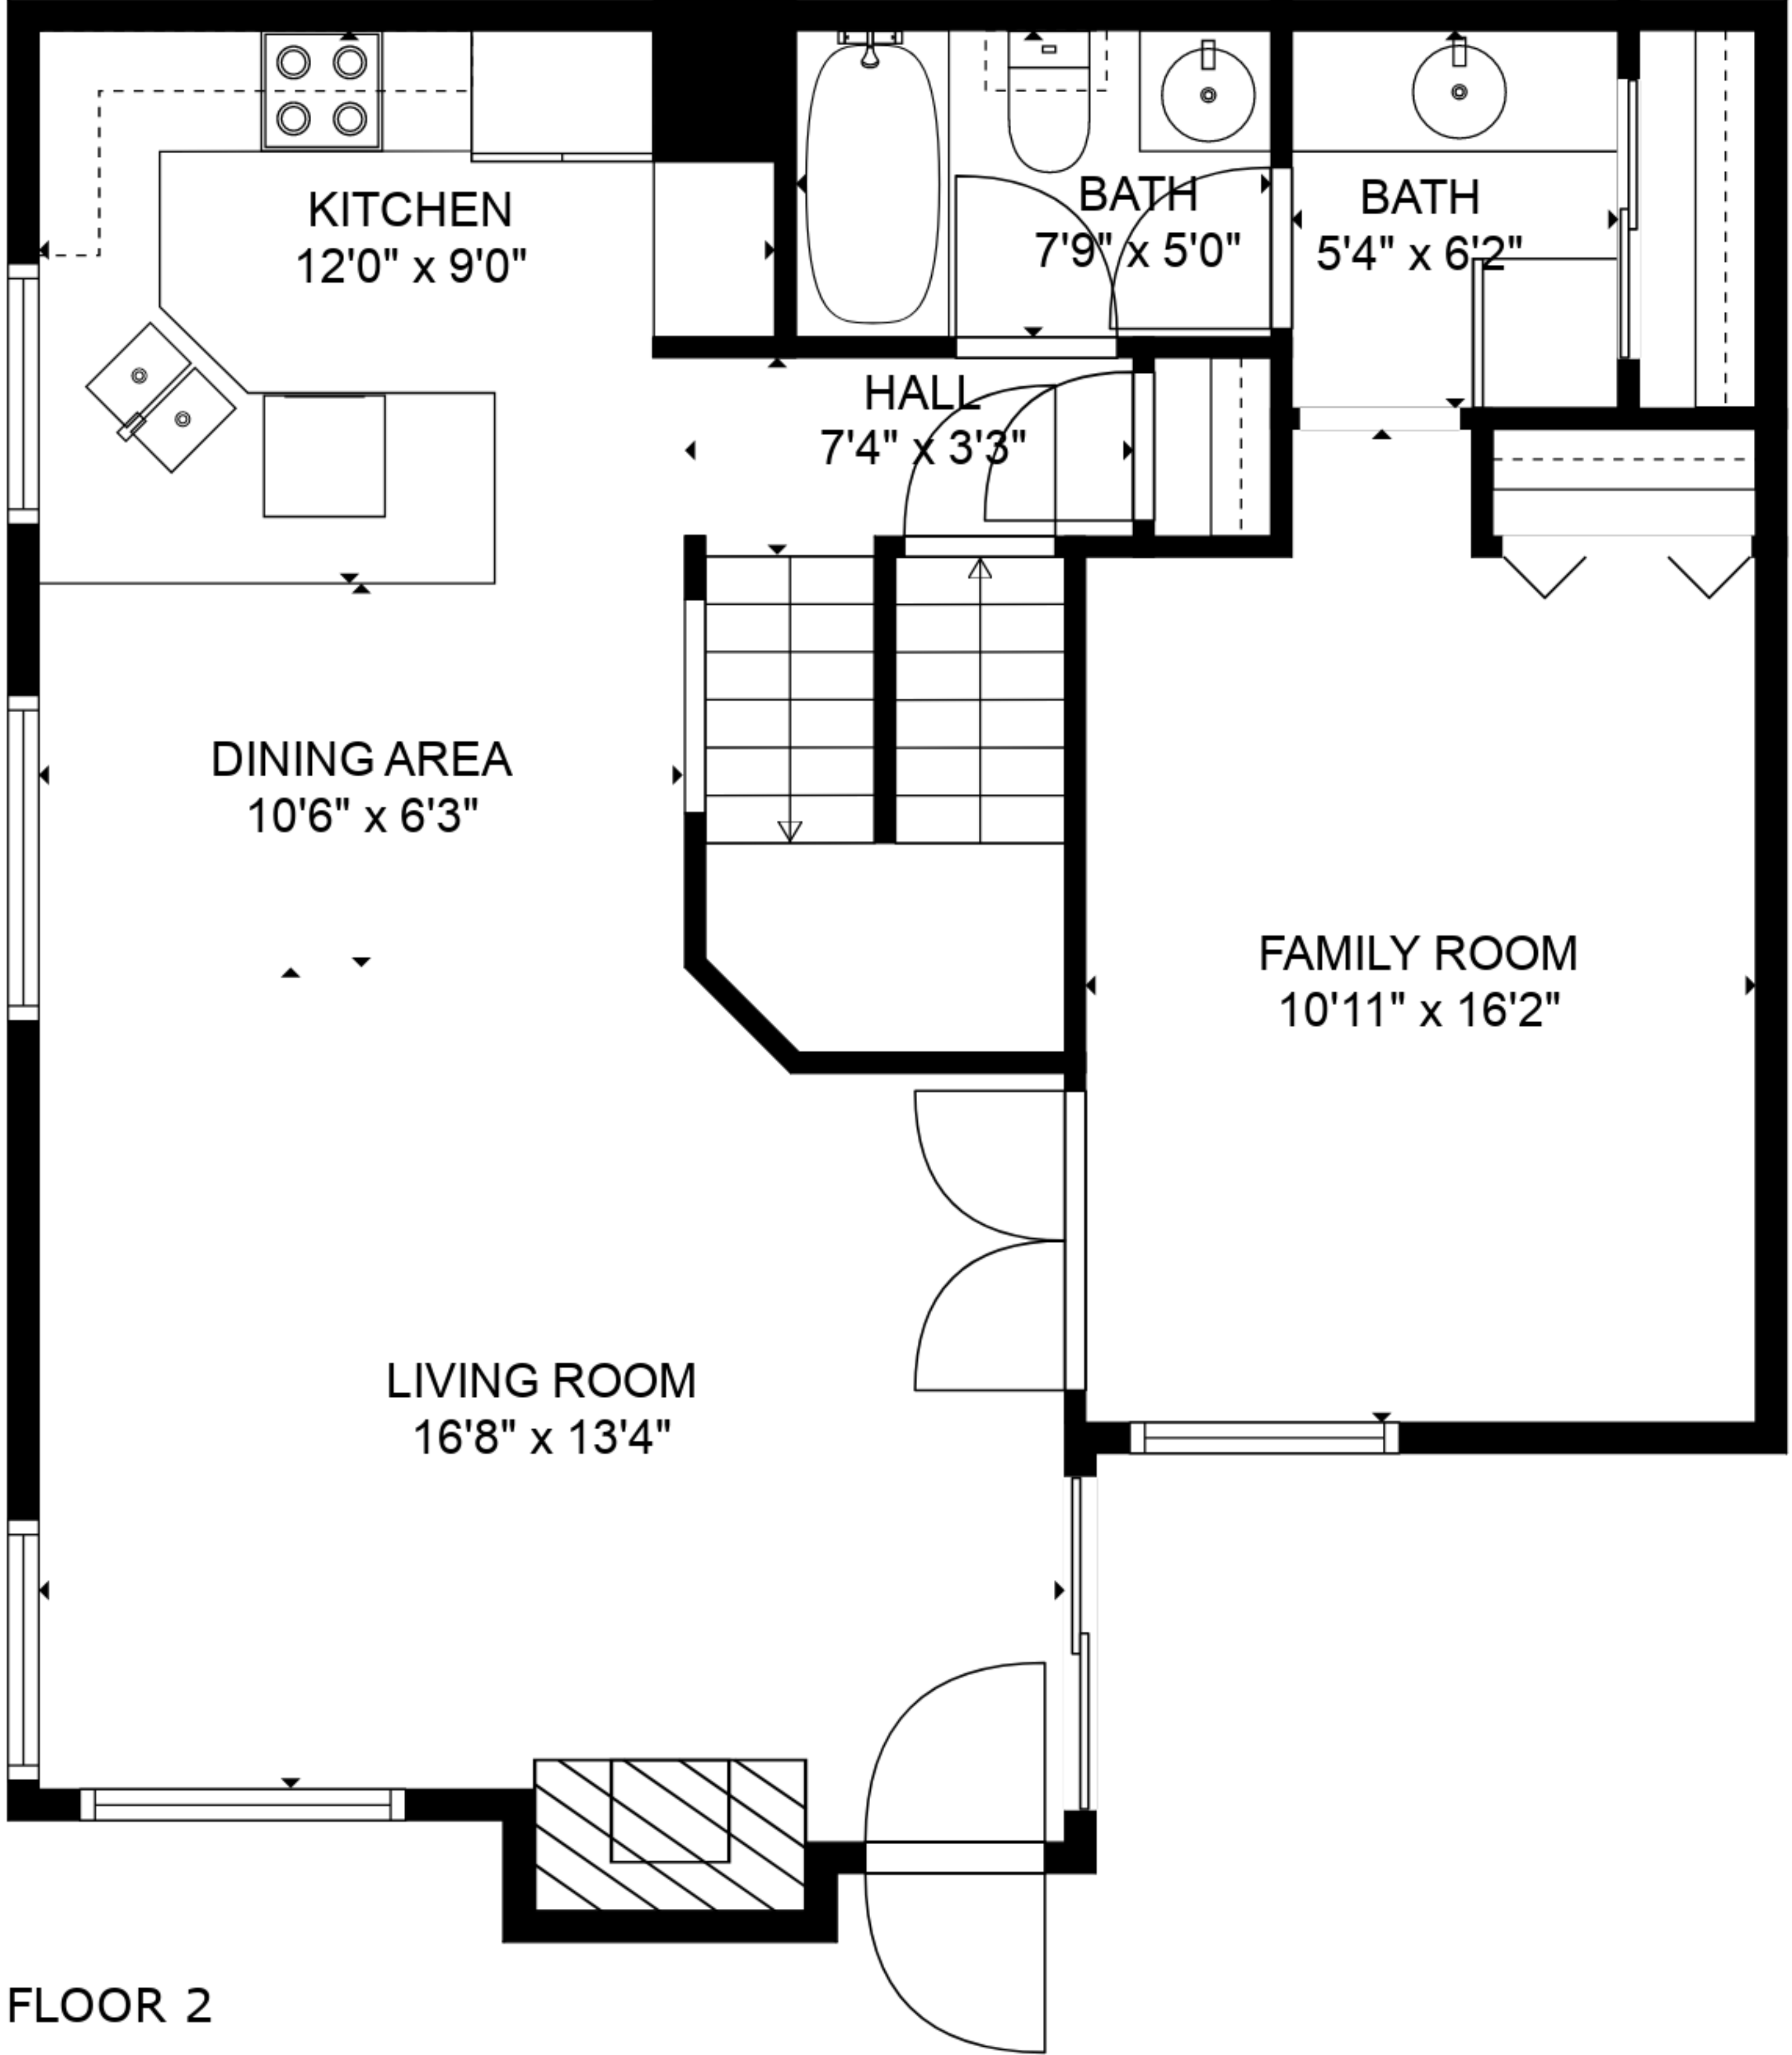 KITCHEN
12'0" x 9'0"
BATH
7'9" x 5'0"
BATH
5'4" x 6'2"
HALL
7'4" x 3'3"
DINING AREA
10'6" x 6'3"
FAMILY ROOM
10'11" x 16'2"
LIVING ROOM
16'8" x 13'4"
FLOOR 2